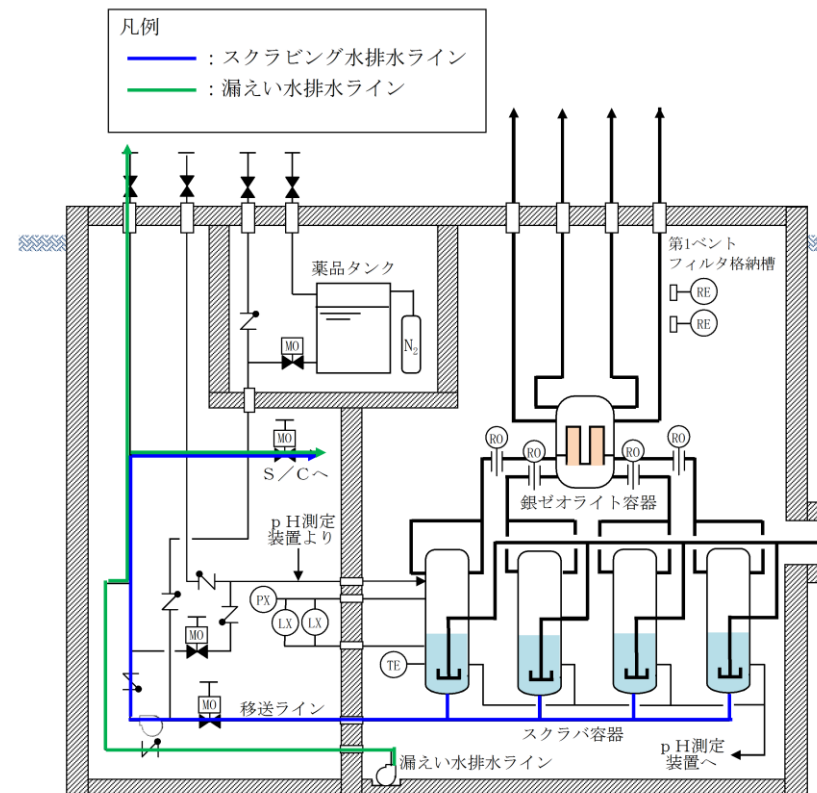 凡例
：スクラビング水排水ライン
：漏えい水排水ライン
第1ベント
フィルタ格納槽
RE
RE
薬品タンク
N₂
MO
MO
S／Cへ
RO
RO
RO
RO
銀ゼオライト容器
ｐＨ測定
装置より
PX
LX
LX
MO
TE
MO
移送ライン
スクラバ容器
ｐＨ測定
装置へ
漏えい水排水ライン